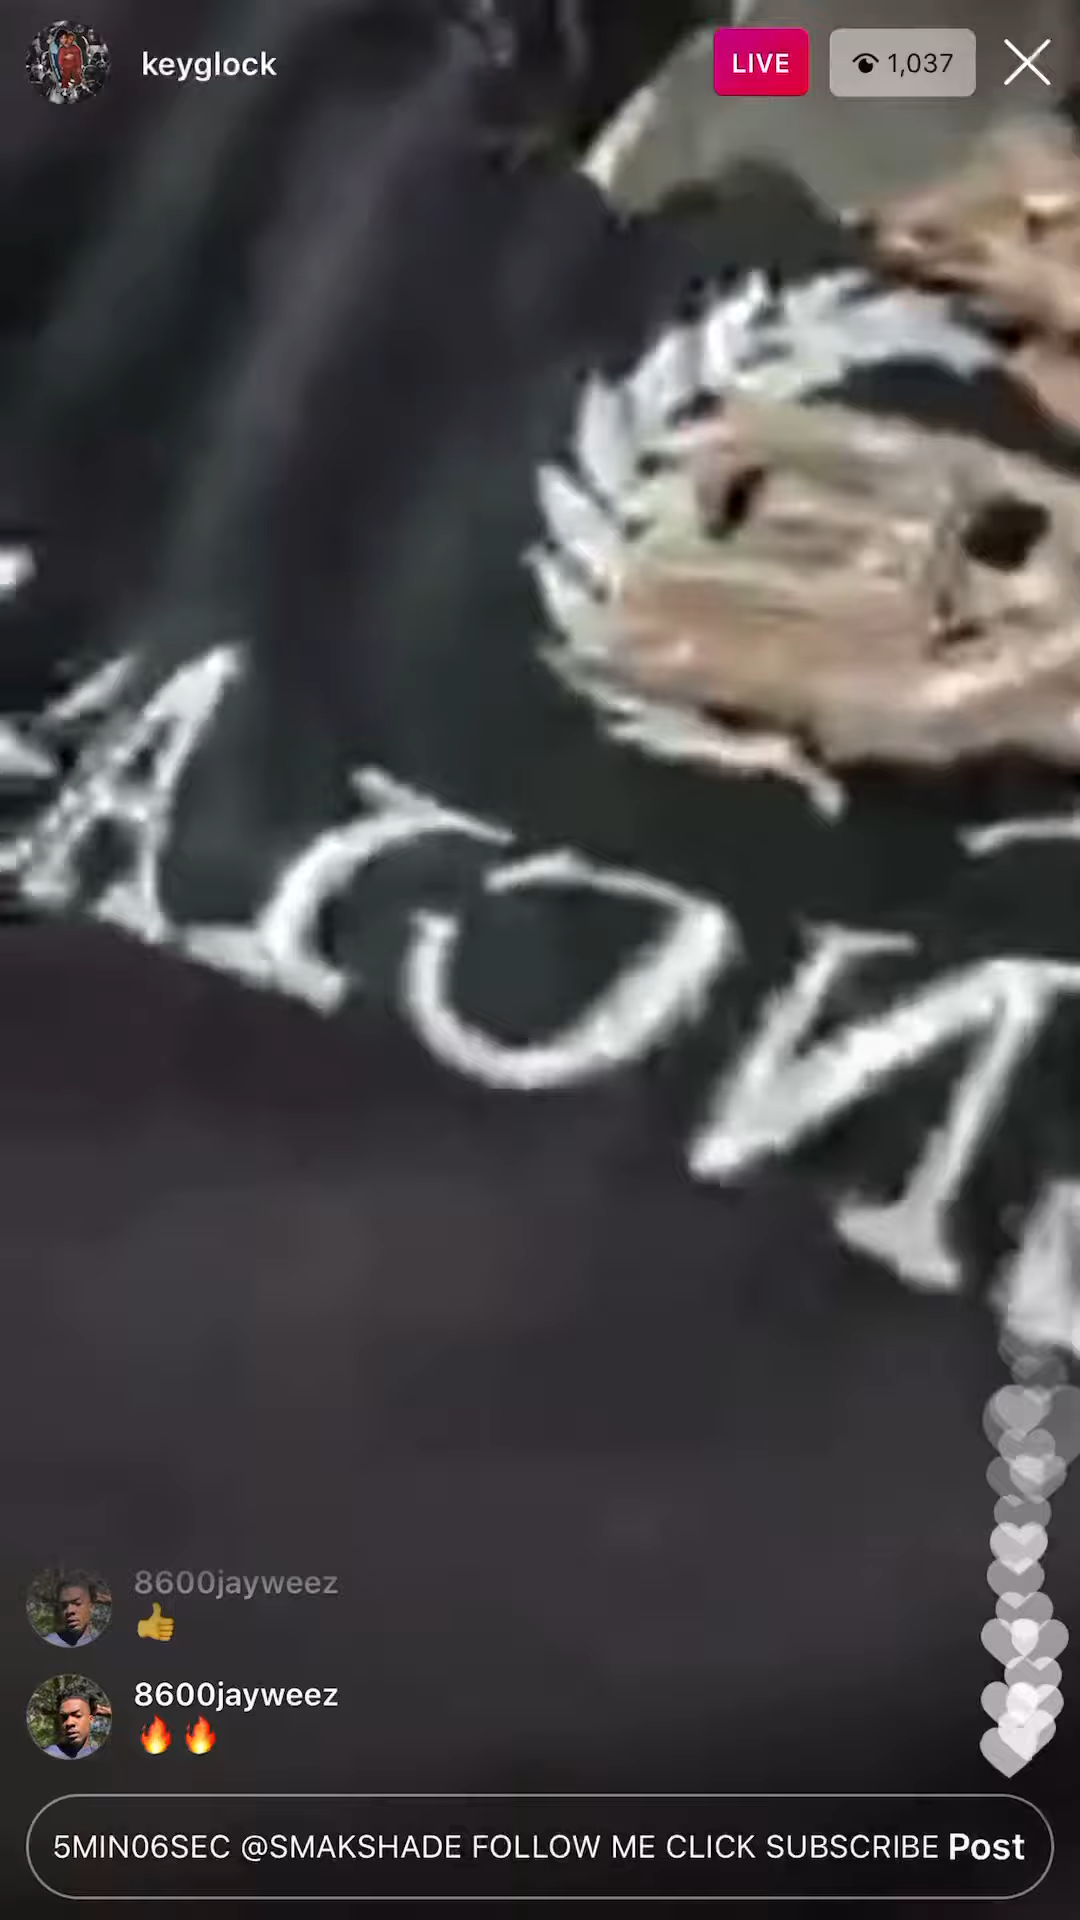 keyglock
LIVE
1,037
8600jayweez
👍
8600jayweez
🔥🔥
5MIN06SEC @SMAKSHADE FOLLOW ME CLICK SUBSCRIBE Post